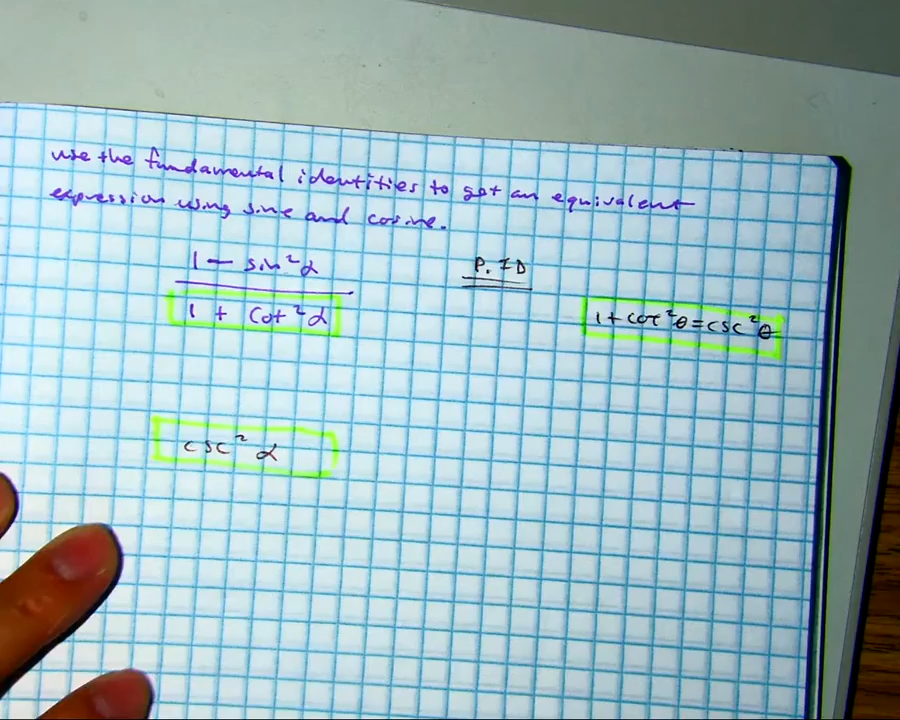 use the fundamental identities to get an equivalent
expression using sine and cosine.
1 - sin²α
1 + cot²α
P. ID
1+cot²θ=csc²θ
csc² α